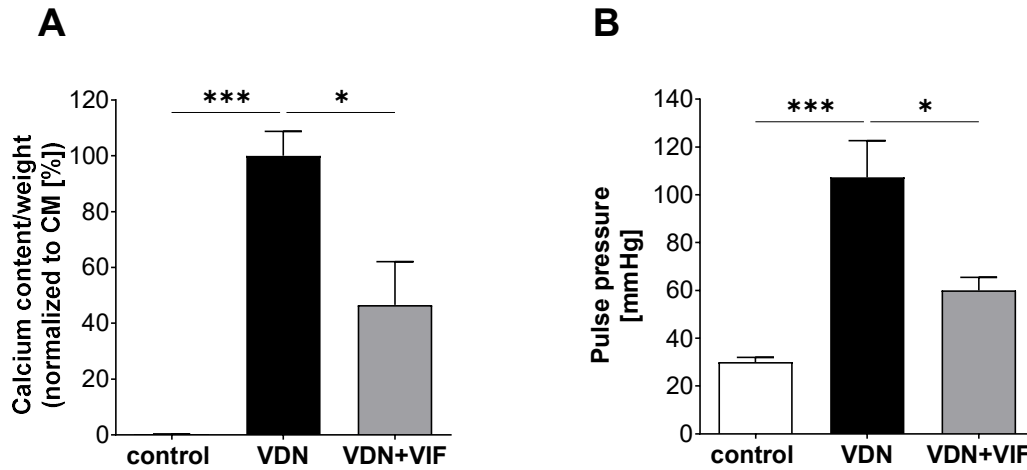 A
Calcium content/weight
(normalized to CM [%])
120
100
80
60
40
20
0
***
*
control
VDN
VDN+VIF
B
Pulse pressure
[mmHg]
140
120
100
80
60
40
20
0
***
*
control
VDN
VDN+VIF